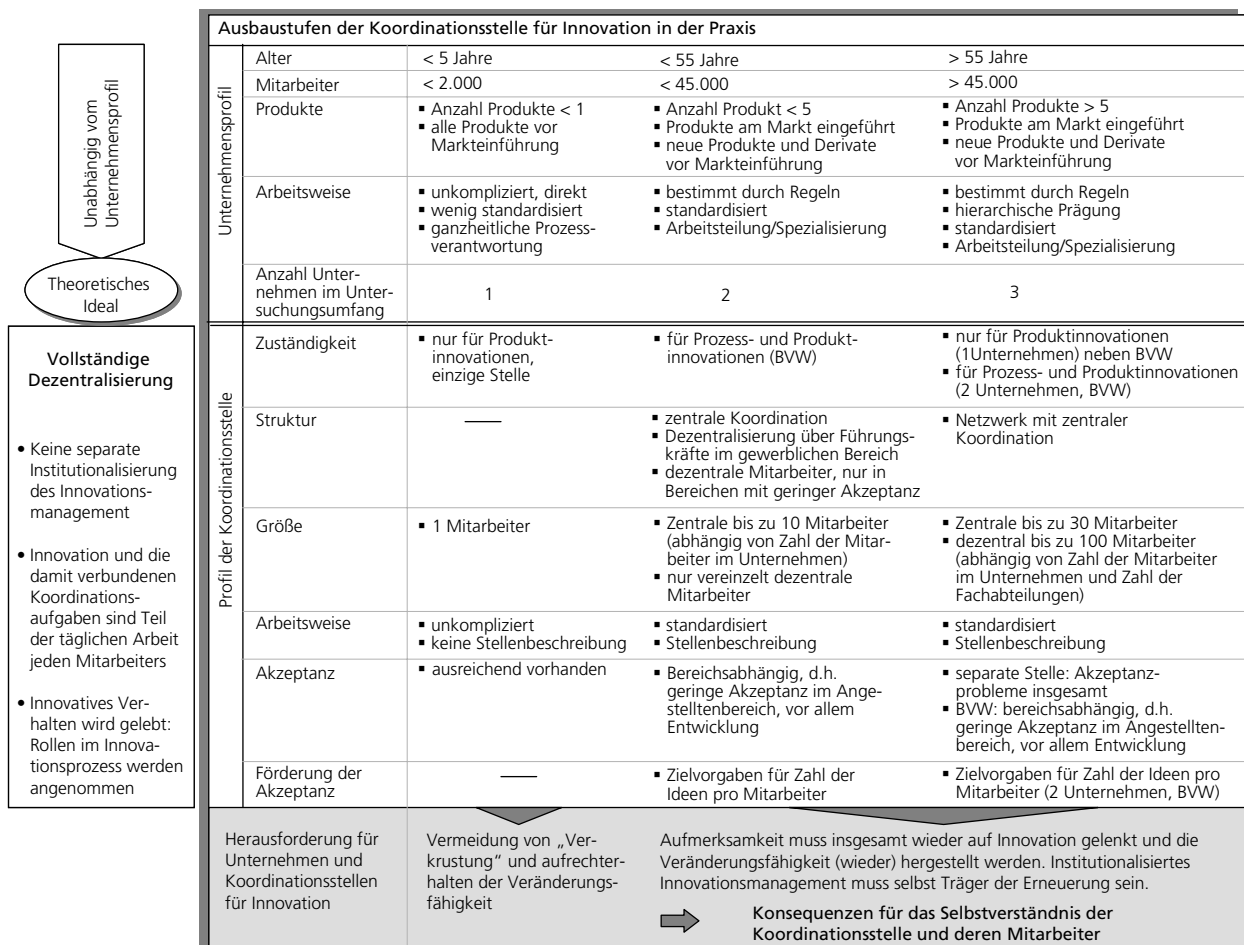 Ausbaustufen der Koordinationsstelle für Innovation in der Praxis
Unabhängig vom
Unternehmensprofil
Theoretisches
Ideal
Vollständige
Dezentralisierung
• Keine separate
Institutionalisierung
des Innovations-
management
• Innovation und die
damit verbundenen
Koordinations-
aufgaben sind Teil
der täglichen Arbeit
jeden Mitarbeiters
• Innovatives Ver-
halten wird gelebt:
Rollen im Innova-
tionsprozess werden
angenommen
Unternehmensprofil
Alter
< 5 Jahre
< 55 Jahre
> 55 Jahre
Mitarbeiter
< 2.000
< 45.000
> 45.000
Produkte
▪ Anzahl Produkte < 1
▪ alle Produkte vor
Markteinführung
▪ Anzahl Produkt < 5
▪ Produkte am Markt eingeführt
▪ neue Produkte und Derivate
vor Markteinführung
▪ Anzahl Produkte > 5
▪ Produkte am Markt eingeführt
▪ neue Produkte und Derivate
vor Markteinführung
Arbeitsweise
▪ unkompliziert, direkt
▪ wenig standardisiert
▪ ganzheitliche Prozess-
verantwortung
▪ bestimmt durch Regeln
▪ standardisiert
▪ Arbeitsteilung/Spezialisierung
▪ bestimmt durch Regeln
▪ hierarchische Prägung
▪ standardisiert
▪ Arbeitsteilung/Spezialisierung
Anzahl Unter-
nehmen im Unter-
suchungsumfang
1
2
3
Profil der Koordinationsstelle
Zuständigkeit
▪ nur für Produkt-
innovationen,
einzige Stelle
▪ für Prozess- und Produkt-
innovationen (BVW)
▪ nur für Produktinnovationen
(1Unternehmen) neben BVW
▪ für Prozess- und Produktinnovationen
(2 Unternehmen, BVW)
Struktur
——
▪ zentrale Koordination
▪ Dezentralisierung über Führungs-
kräfte im gewerblichen Bereich
▪ dezentrale Mitarbeiter, nur in
Bereichen mit geringer Akzeptanz
▪ Netzwerk mit zentraler
Koordination
Größe
▪ 1 Mitarbeiter
▪ Zentrale bis zu 10 Mitarbeiter
(abhängig von Zahl der Mitar-
beiter im Unternehmen)
▪ nur vereinzelt dezentrale
Mitarbeiter
▪ Zentrale bis zu 30 Mitarbeiter
▪ dezentral bis zu 100 Mitarbeiter
(abhängig von Zahl der Mitarbeiter
im Unternehmen und Zahl der
Fachabteilungen)
Arbeitsweise
▪ unkompliziert
▪ keine Stellenbeschreibung
▪ standardisiert
▪ Stellenbeschreibung
▪ standardisiert
▪ Stellenbeschreibung
Akzeptanz
▪ ausreichend vorhanden
▪ Bereichsabhängig, d.h.
geringe Akzeptanz im Ange-
stelltenbereich, vor allem
Entwicklung
▪ separate Stelle: Akzeptanz-
probleme insgesamt
▪ BVW: bereichsabhängig, d.h.
geringe Akzeptanz im Angestellten-
bereich, vor allem Entwicklung
Förderung der
Akzeptanz
——
▪ Zielvorgaben für Zahl der
Ideen pro Mitarbeiter
▪ Zielvorgaben für Zahl der Ideen pro
Mitarbeiter (2 Unternehmen, BVW)
Herausforderung für
Unternehmen und
Koordinationsstellen
für Innovation
Vermeidung von „Ver-
krustung“ und aufrechter-
halten der Veränderungs-
fähigkeit
Aufmerksamkeit muss insgesamt wieder auf Innovation gelenkt und die
Veränderungsfähigkeit (wieder) hergestellt werden. Institutionalisiertes
Innovationsmanagement muss selbst Träger der Erneuerung sein.
Konsequenzen für das Selbstverständnis der
Koordinationsstelle und deren Mitarbeiter